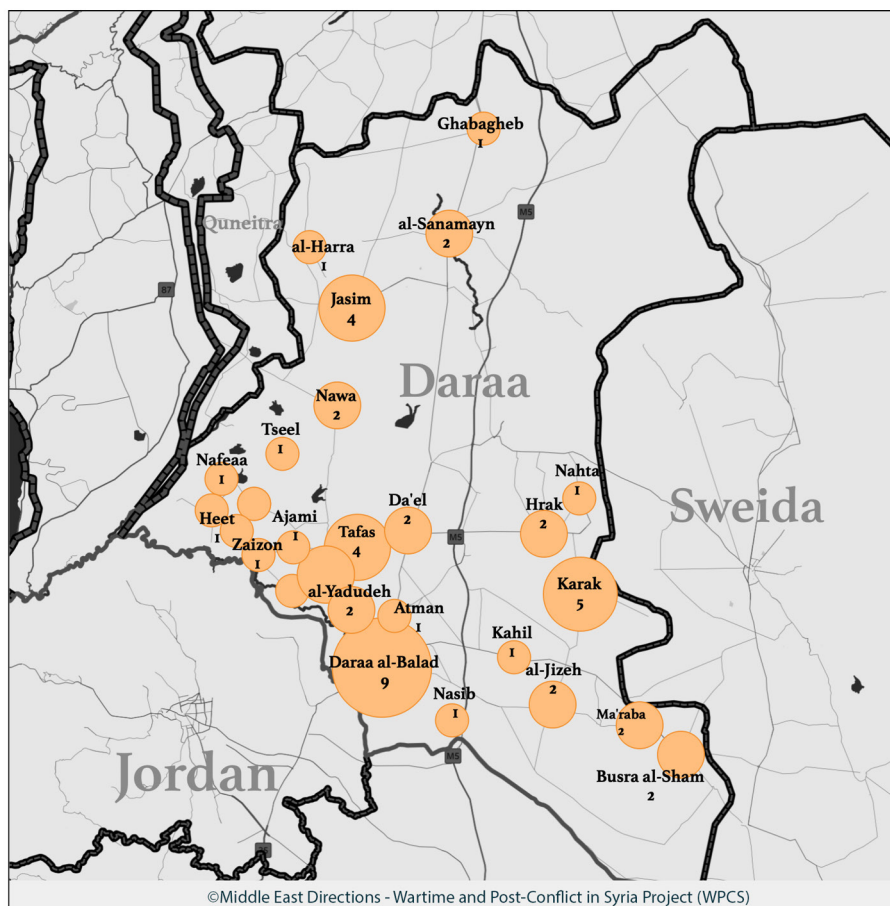 Ghabagheb
1
M5
Quneitra
al-Sanamayn
2
al-Harra
1
87
Jasim
4
Daraa
Nawa
2
Tseel
1
Nafeaa
1
Nahta
1
Sweida
Da'el
2
Hrak
2
Heet
1
Ajami
1
Tafas
4
M5
Zaizon
1
Karak
5
al-Yadudeh
2
Atman
1
Kahil
1
Daraa al-Balad
9
al-Jizeh
2
Nasib
1
Ma'raba
2
M5
Jordan
Busra al-Sham
2
©Middle East Directions - Wartime and Post-Conflict in Syria Project (WPCS)